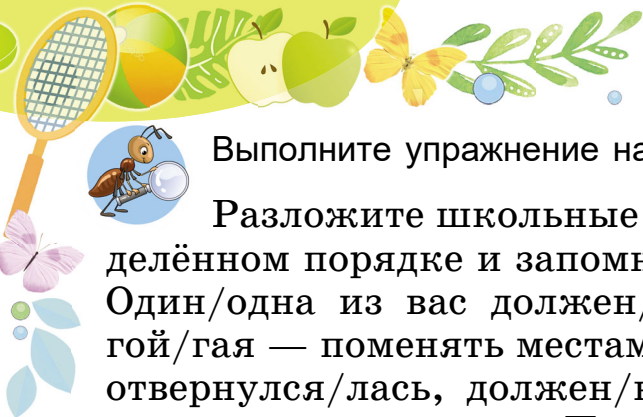 Выполните упражнение на
Разложите школьные
делённом порядке и запомн
Один/одна из вас должен/
гой/гая — поменять местам
отвернулся/лась, должен/н